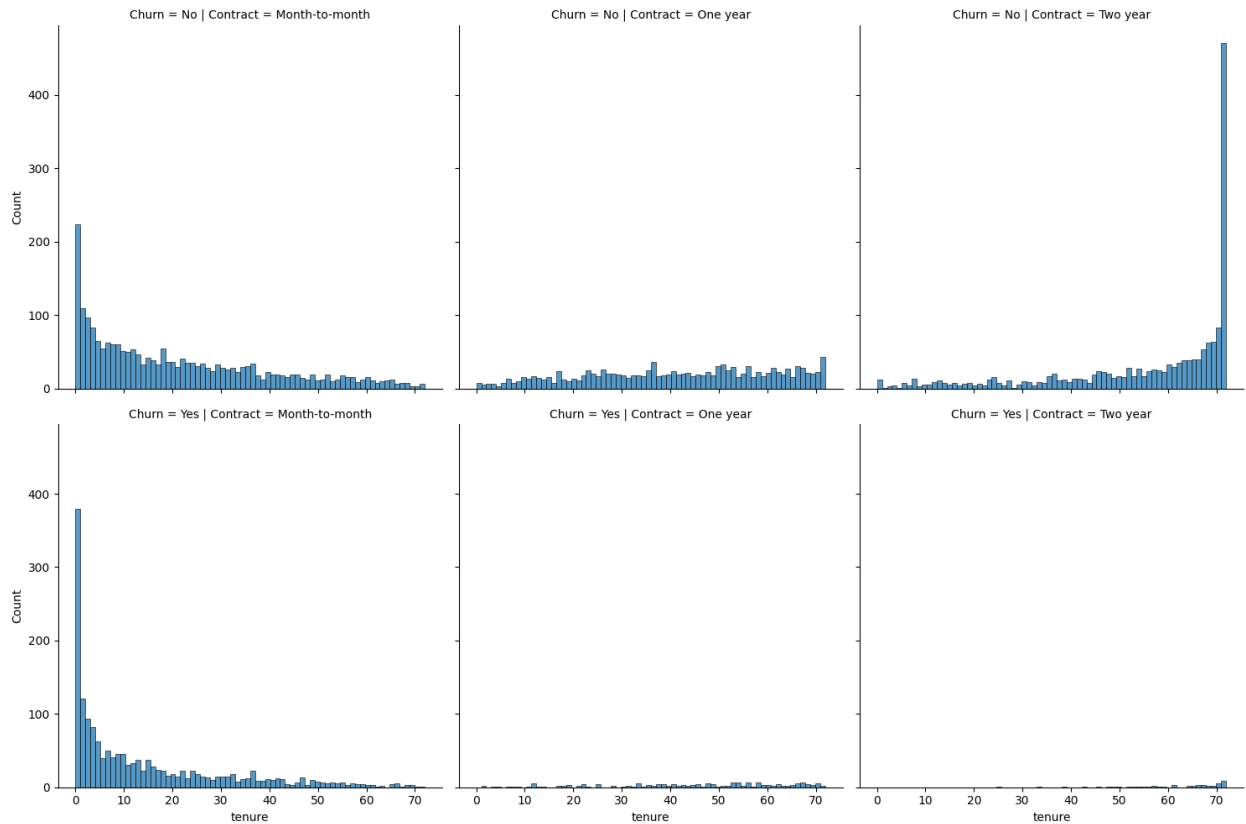 Churn = No | Contract = Month-to-month
Churn = No | Contract = One year
Churn = No | Contract = Two year
400
300
200
100
0
Count
Churn = Yes | Contract = Month-to-month
Churn = Yes | Contract = One year
Churn = Yes | Contract = Two year
400
300
200
100
0
Count
0 10 20 30 40 50 60 70
tenure
0 10 20 30 40 50 60 70
tenure
0 10 20 30 40 50 60 70
tenure